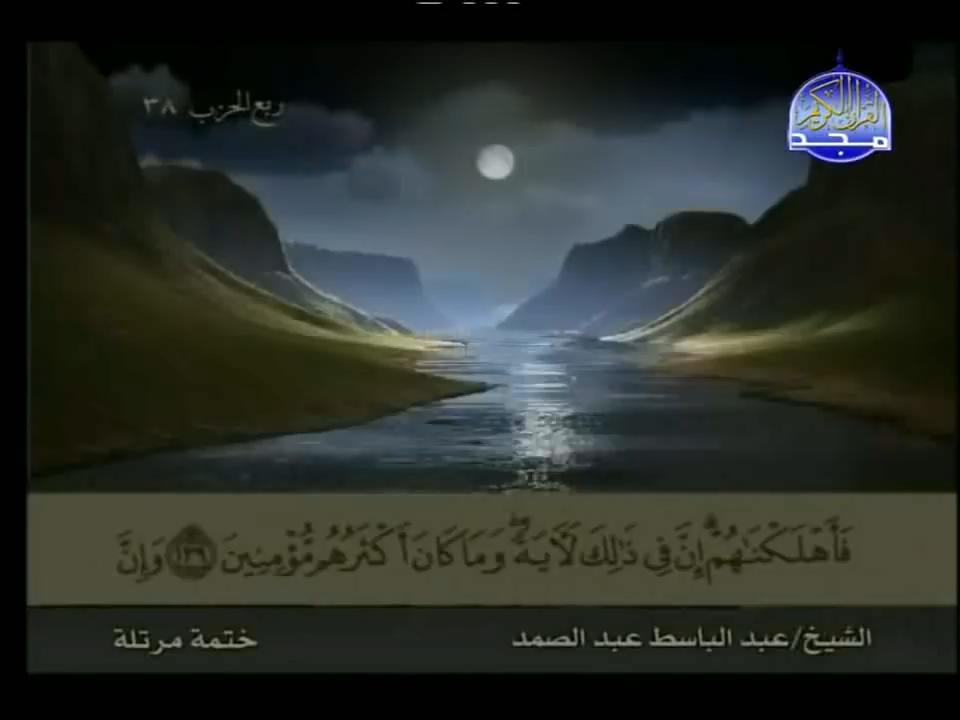 ربع الحزب ٣٨
القرآن الكريم
مجد
فَأَهْلَكْنَٰهُمْ ۗ إِنَّ فِى ذَٰلِكَ لَءَايَةً ۖ وَمَا كَانَ أَكْثَرُهُم مُّؤْمِنِينَ ١٣٩ وَإِنَّ
الشيخ/عبد الباسط عبد الصمد
ختمة مرتلة